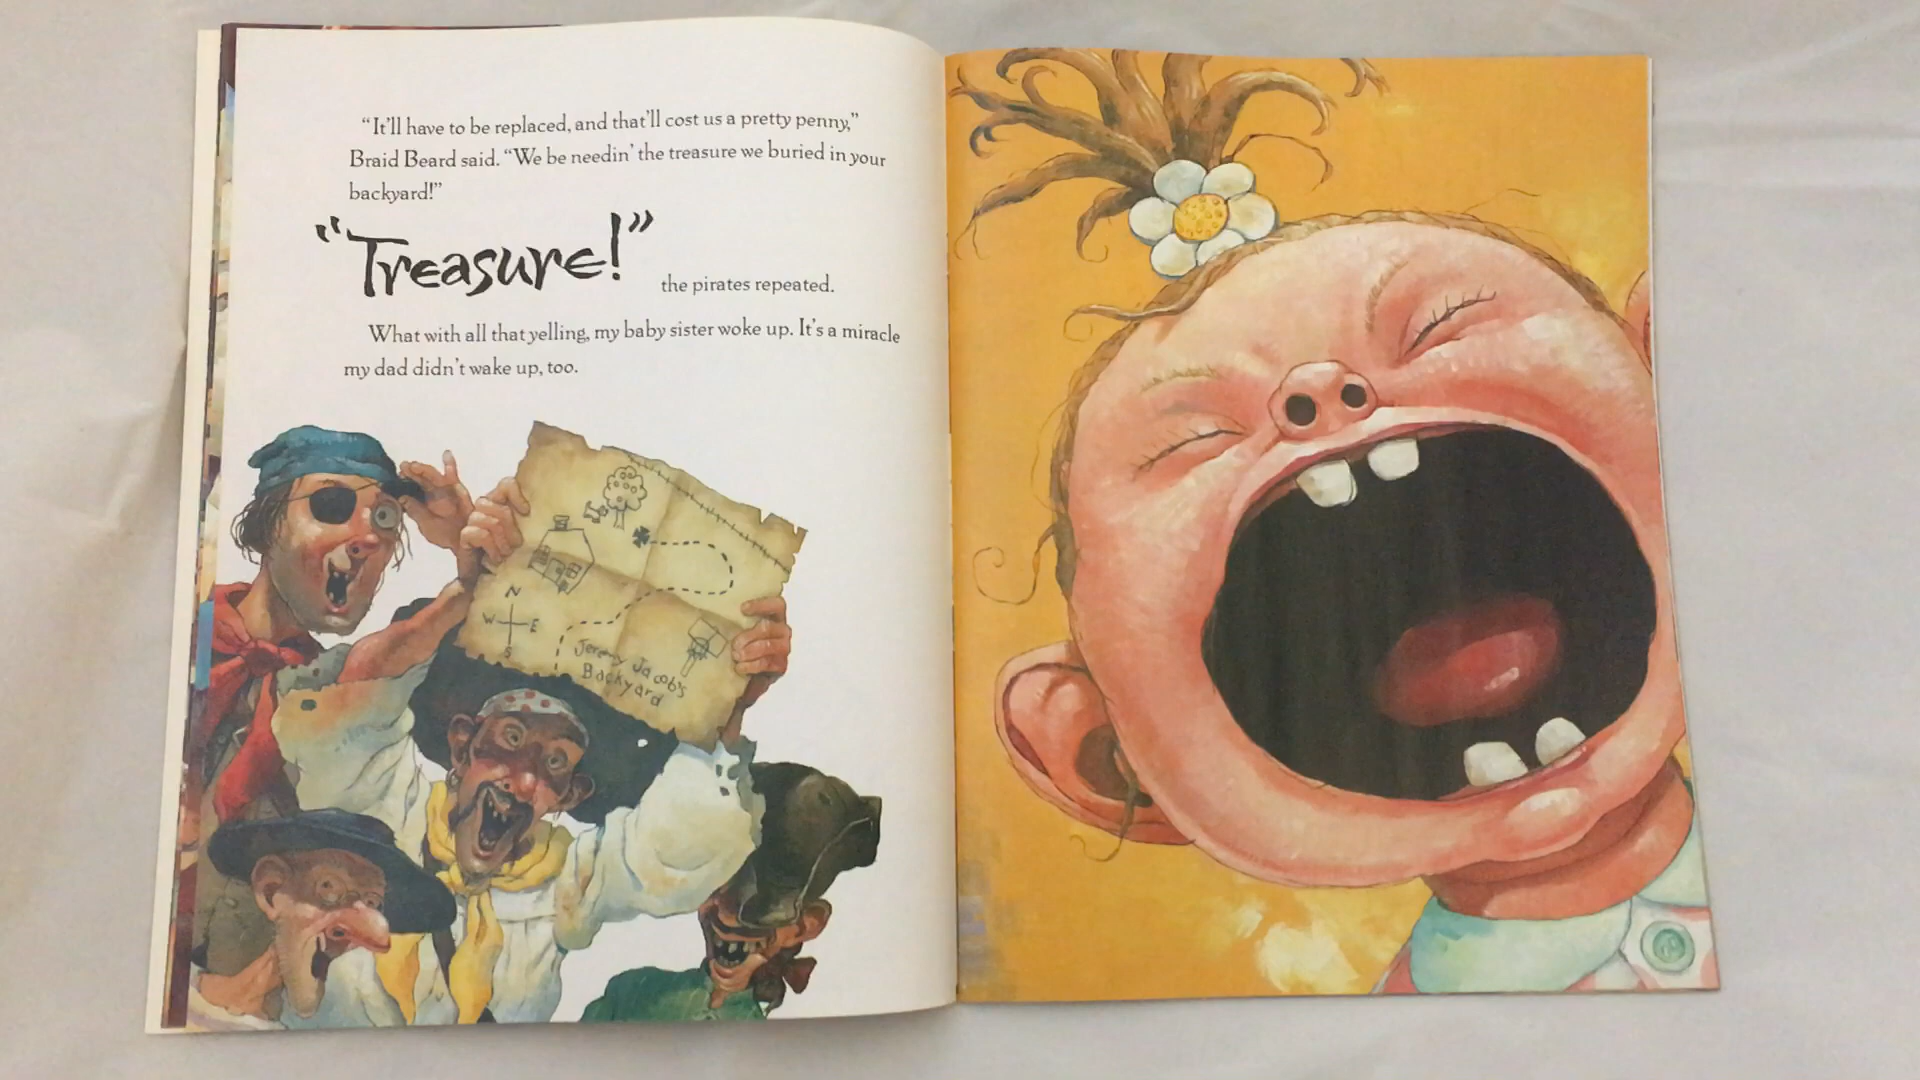 “It’ll have to be replaced, and that’ll cost us a pretty penny,”
Braid Beard said. “We be needin’ the treasure we buried in your
backyard!”
“Treasure!” the pirates repeated.
What with all that yelling, my baby sister woke up. It’s a miracle
my dad didn’t wake up, too.
N
W E
S
Jeremy Jacob's
Backyard